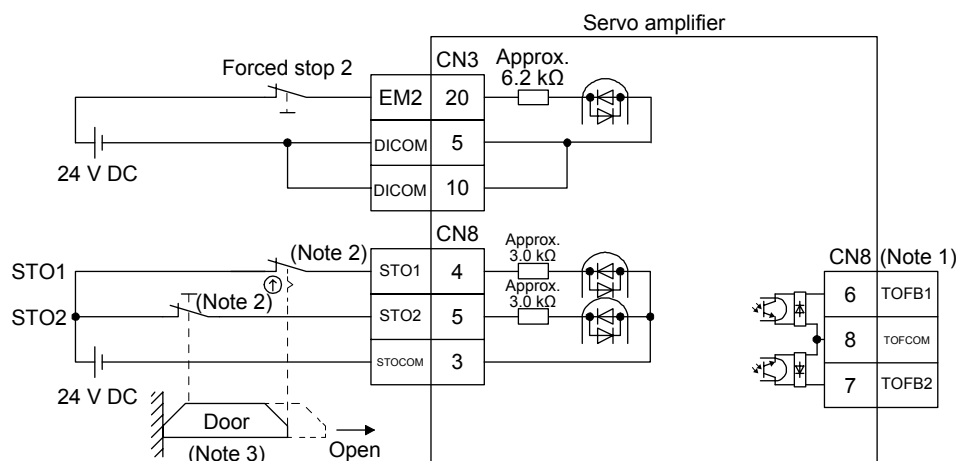 Servo amplifier
Forced stop 2
CN3
Approx.
6.2 kΩ
EM2 20
DICOM 5
DICOM 10
24 V DC
CN8
STO1
(Note 2)
STO1 4
Approx.
3.0 kΩ
STO2
(Note 2)
STO2 5
Approx.
3.0 kΩ
STOCOM 3
24 V DC
Door
(Note 3)
Open
CN8 (Note 1)
6 TOFB1
8 TOFCOM
7 TOFB2